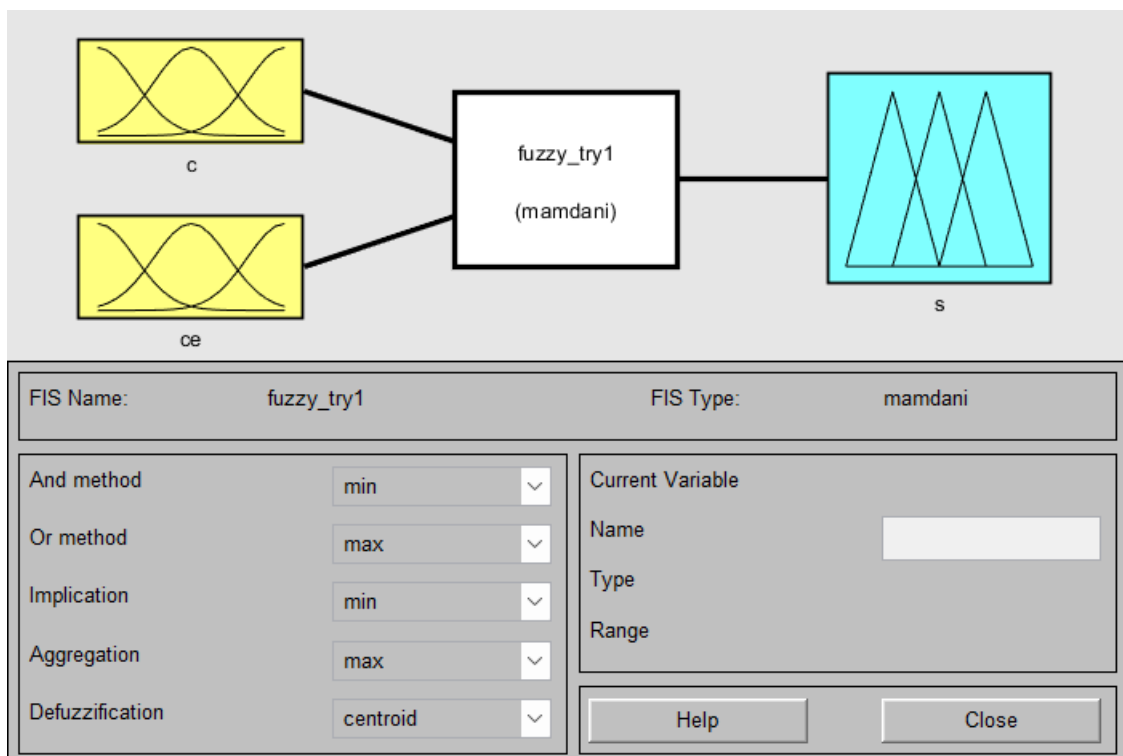 c
fuzzy_try1
(mamdani)
ce
s
FIS Name: fuzzy_try1 FIS Type: mamdani
And method min
Or method max
Implication min
Aggregation max
Defuzzification centroid
Current Variable
Name
Type
Range
Help Close